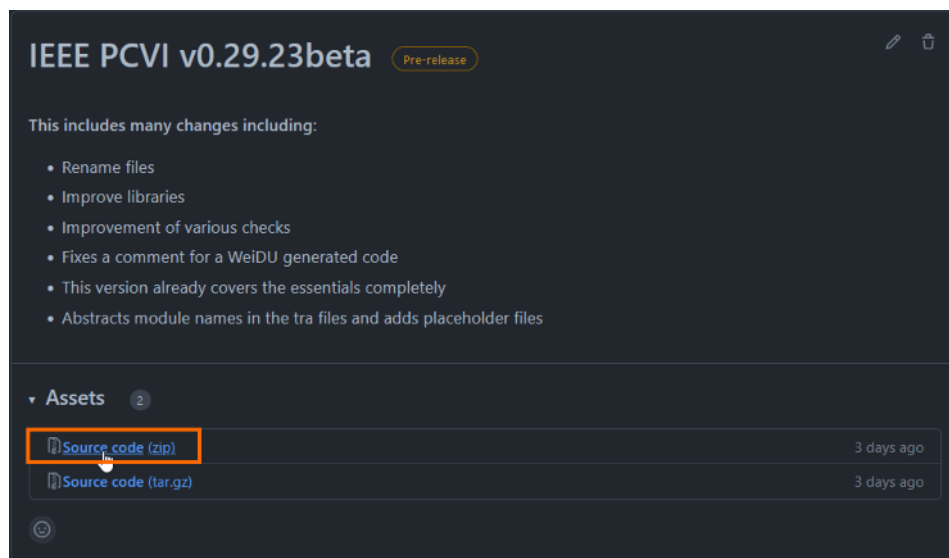 IEEE PCVI v0.29.23beta Pre-release
This includes many changes including:
• Rename files
• Improve libraries
• Improvement of various checks
• Fixes a comment for a WeiDU generated code
• This version already covers the essentials completely
• Abstracts module names in the tra files and adds placeholder files
Assets 2
Source code (zip) 3 days ago
Source code (tar.gz) 3 days ago